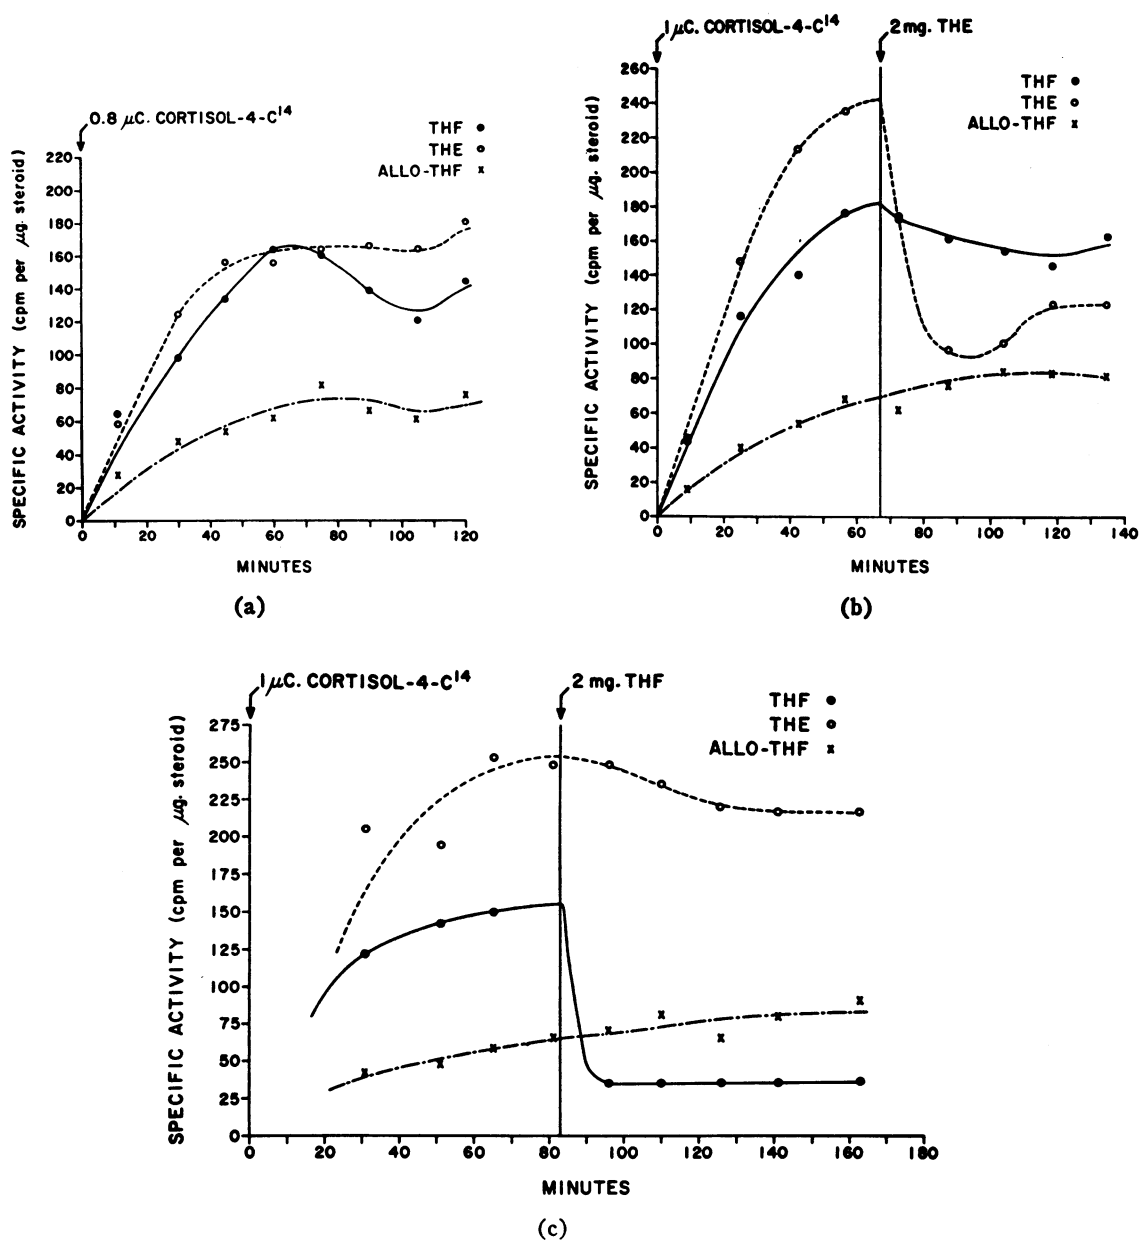 0.8 μC. CORTISOL-4-C¹⁴
THF
THE
ALLO-THF
SPECIFIC ACTIVITY (cpm per μg. steroid)
220
200
180
160
140
120
100
80
60
40
20
0
0 20 40 60 80 100 120
MINUTES
(a)
1 μC. CORTISOL-4-C¹⁴ 2 mg. THE
THF
THE
ALLO-THF
SPECIFIC ACTIVITY (cpm per μg. steroid)
260
240
220
200
180
160
140
120
100
80
60
40
20
0
0 20 40 60 80 100 120 140
MINUTES
(b)
1 μC. CORTISOL-4-C¹⁴ 2 mg. THF
THF
THE
ALLO-THF
SPECIFIC ACTIVITY (cpm per μg. steroid)
275
250
225
200
175
150
125
100
75
50
25
0
0 20 40 60 80 100 120 140 160 180
MINUTES
(c)